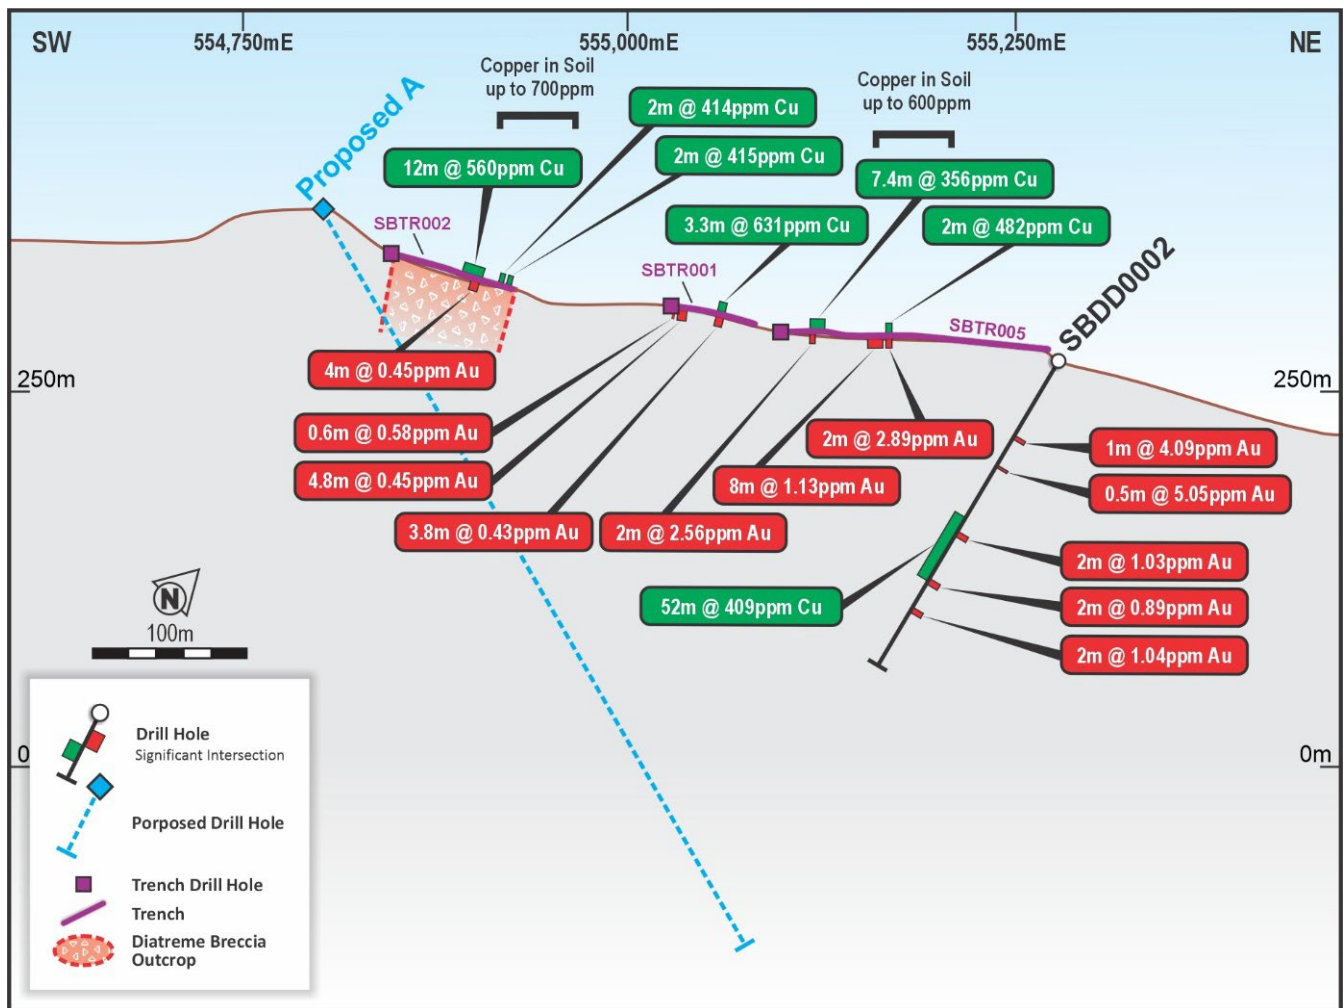 SW
554,750mE
555,000mE
555,250mE
NE
Copper in Soil
up to 700ppm
Copper in Soil
up to 600ppm
2m @ 414ppm Cu
2m @ 415ppm Cu
12m @ 560ppm Cu
7.4m @ 356ppm Cu
Proposed A
SBTR002
3.3m @ 631ppm Cu
2m @ 482ppm Cu
SBTR001
SBTR005
SBDD0002
250m
250m
4m @ 0.45ppm Au
0.6m @ 0.58ppm Au
2m @ 2.89ppm Au
1m @ 4.09ppm Au
4.8m @ 0.45ppm Au
8m @ 1.13ppm Au
0.5m @ 5.05ppm Au
3.8m @ 0.43ppm Au
2m @ 2.56ppm Au
2m @ 1.03ppm Au
52m @ 409ppm Cu
2m @ 0.89ppm Au
2m @ 1.04ppm Au
N
100m
0
0m
Drill Hole
Significant Intersection
Porposed Drill Hole
Trench Drill Hole
Trench
Diatreme Breccia
Outcrop